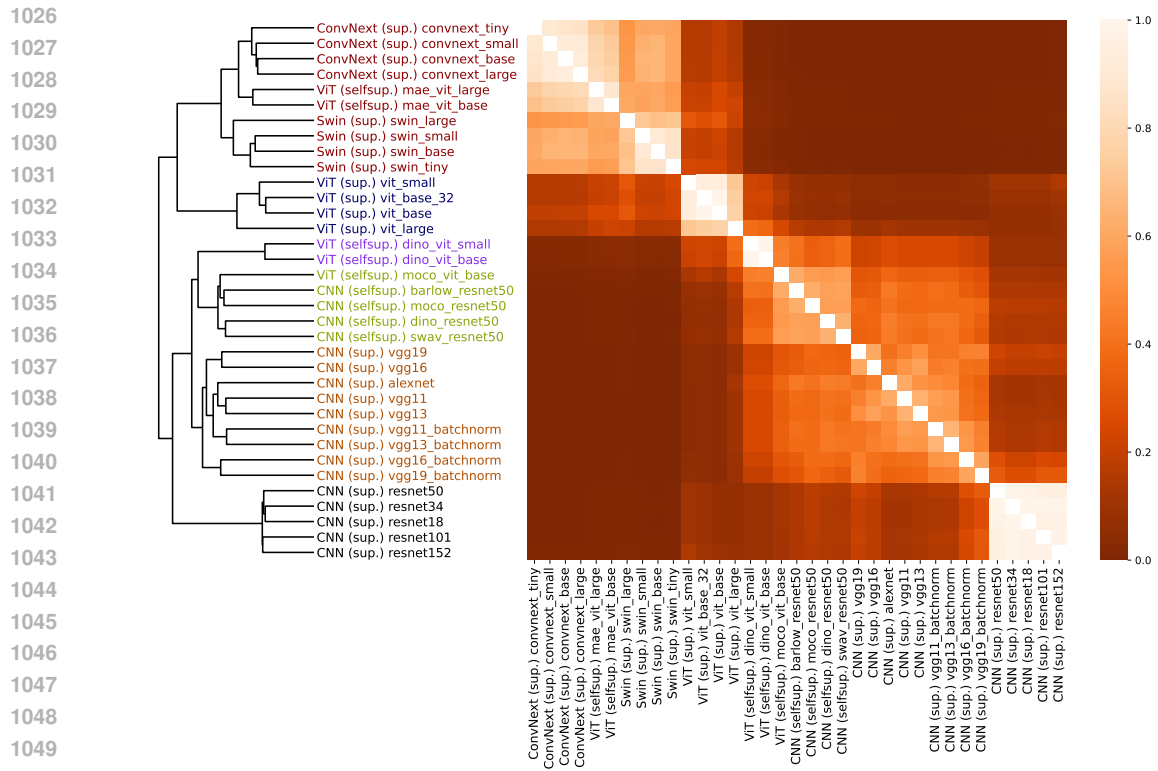 1026
1027
1028
1029
1030
1031
1032
1033
1034
1035
1036
1037
1038
1039
1040
1041
1042
1043
1044
1045
1046
1047
1048
1049
ConvNext (sup.) convnext_tiny
ConvNext (sup.) convnext_small
ConvNext (sup.) convnext_base
ConvNext (sup.) convnext_large
ViT (selfsup.) mae_vit_large
ViT (selfsup.) mae_vit_base
Swin (sup.) swin_large
Swin (sup.) swin_small
Swin (sup.) swin_base
Swin (sup.) swin_tiny
ViT (sup.) vit_small
ViT (sup.) vit_base_32
ViT (sup.) vit_base
ViT (sup.) vit_large
ViT (selfsup.) dino_vit_small
ViT (selfsup.) dino_vit_base
ViT (selfsup.) moco_vit_base
CNN (selfsup.) barlow_resnet50
CNN (selfsup.) moco_resnet50
CNN (selfsup.) dino_resnet50
CNN (selfsup.) swav_resnet50
CNN (sup.) vgg19
CNN (sup.) vgg16
CNN (sup.) alexnet
CNN (sup.) vgg11
CNN (sup.) vgg13
CNN (sup.) vgg11_batchnorm
CNN (sup.) vgg13_batchnorm
CNN (sup.) vgg16_batchnorm
CNN (sup.) vgg19_batchnorm
CNN (sup.) resnet50
CNN (sup.) resnet34
CNN (sup.) resnet18
CNN (sup.) resnet101
CNN (sup.) resnet152
ConvNext (sup.) convnext_tiny
ConvNext (sup.) convnext_small
ConvNext (sup.) convnext_base
ConvNext (sup.) convnext_large
ViT (selfsup.) mae_vit_large
ViT (selfsup.) mae_vit_base
Swin (sup.) swin_large
Swin (sup.) swin_small
Swin (sup.) swin_base
Swin (sup.) swin_tiny
ViT (sup.) vit_small
ViT (sup.) vit_base_32
ViT (sup.) vit_base
ViT (sup.) vit_large
ViT (selfsup.) dino_vit_small
ViT (selfsup.) dino_vit_base
ViT (selfsup.) moco_vit_base
CNN (selfsup.) barlow_resnet50
CNN (selfsup.) moco_resnet50
CNN (selfsup.) dino_resnet50
CNN (selfsup.) swav_resnet50
CNN (sup.) vgg19
CNN (sup.) vgg16
CNN (sup.) alexnet
CNN (sup.) vgg11
CNN (sup.) vgg13
CNN (sup.) vgg11_batchnorm
CNN (sup.) vgg13_batchnorm
CNN (sup.) vgg16_batchnorm
CNN (sup.) vgg19_batchnorm
CNN (sup.) resnet50
CNN (sup.) resnet34
CNN (sup.) resnet18
CNN (sup.) resnet101
CNN (sup.) resnet152
1.0
0.8
0.6
0.4
0.2
0.0